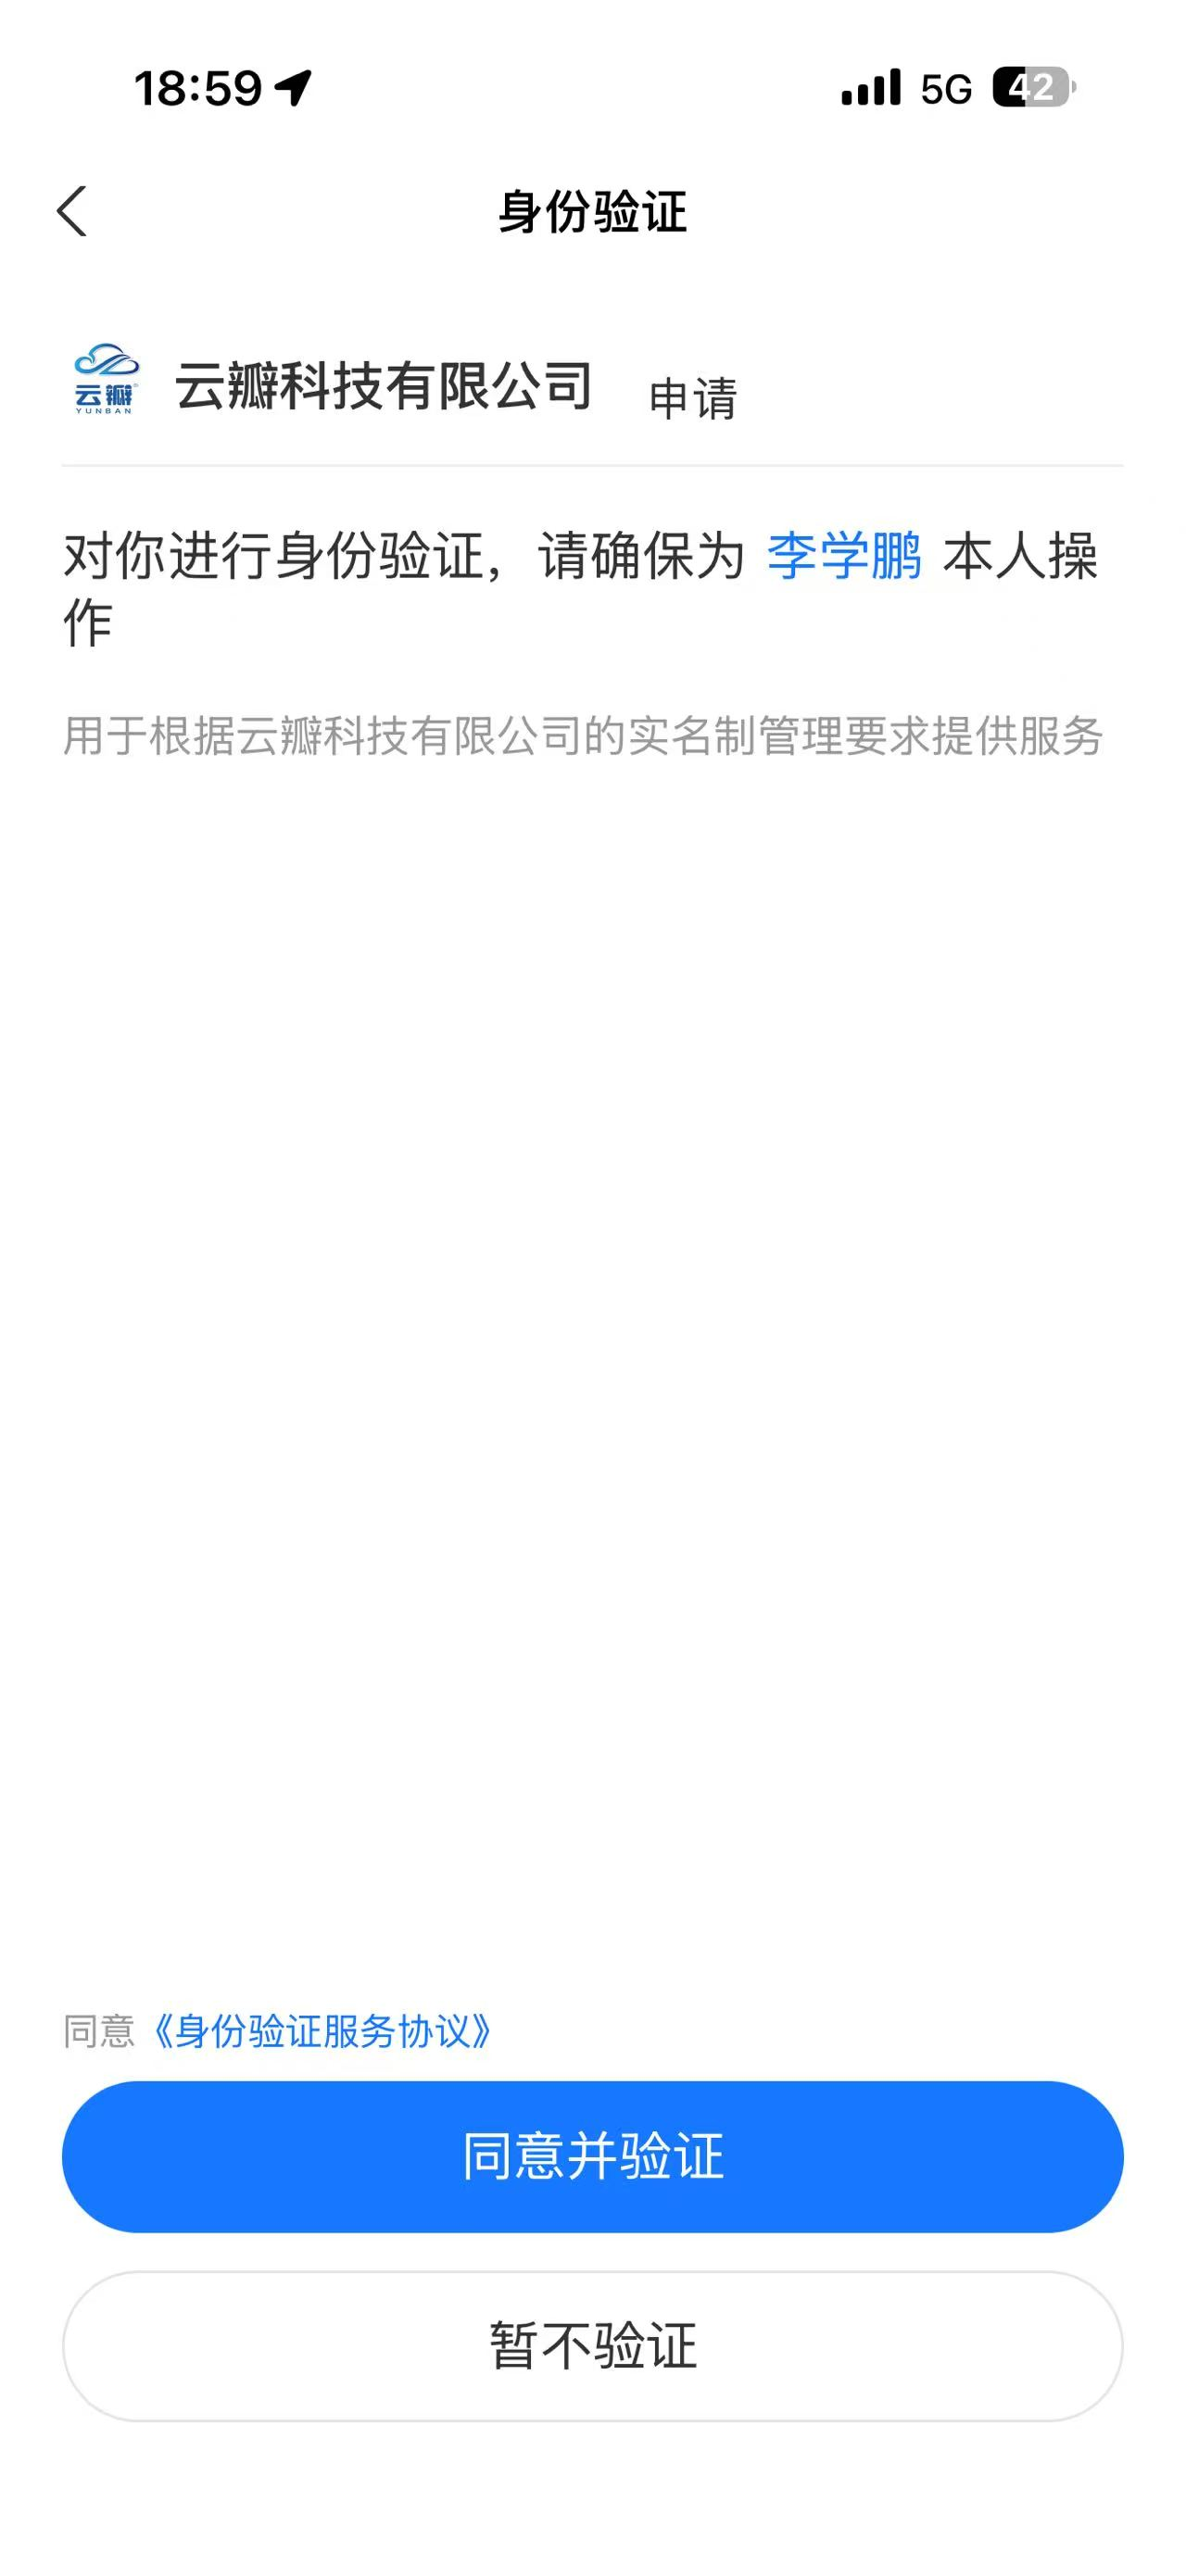 18:59
5G 42
身份验证
云瓣
YUNBAN
云瓣科技有限公司 申请
对你进行身份验证，请确保为 李学鹏 本人操
作
用于根据云瓣科技有限公司的实名制管理要求提供服务
同意《身份验证服务协议》
同意并验证
暂不验证